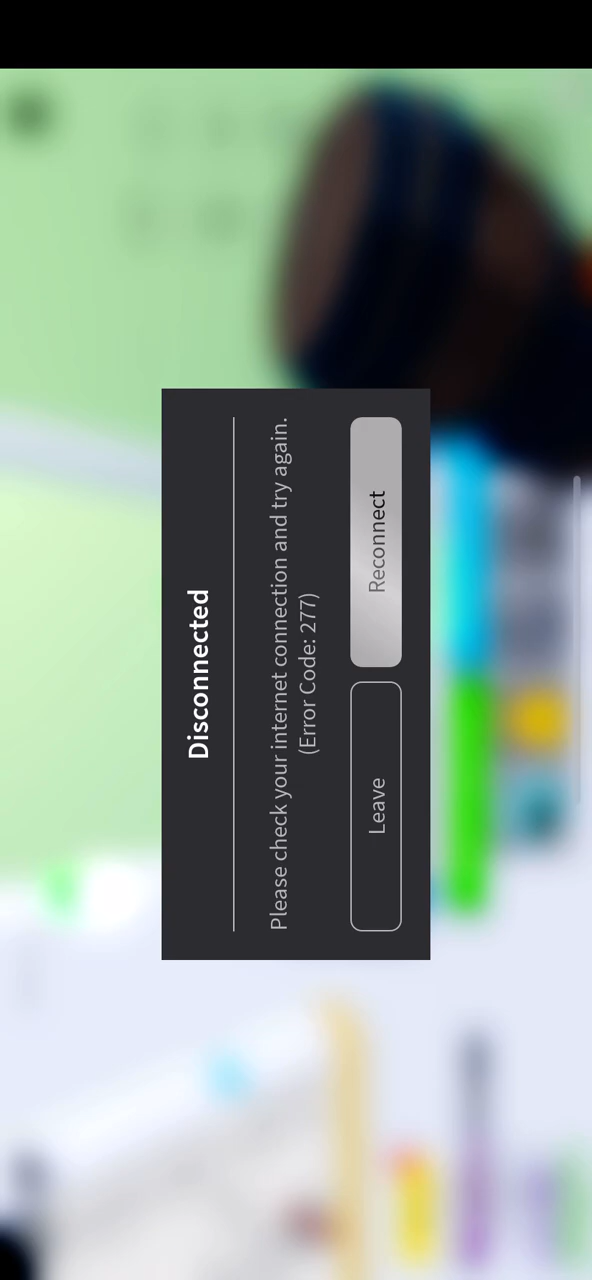 Disconnected
Please check your internet connection and try again.
(Error Code: 277)
Leave
Reconnect